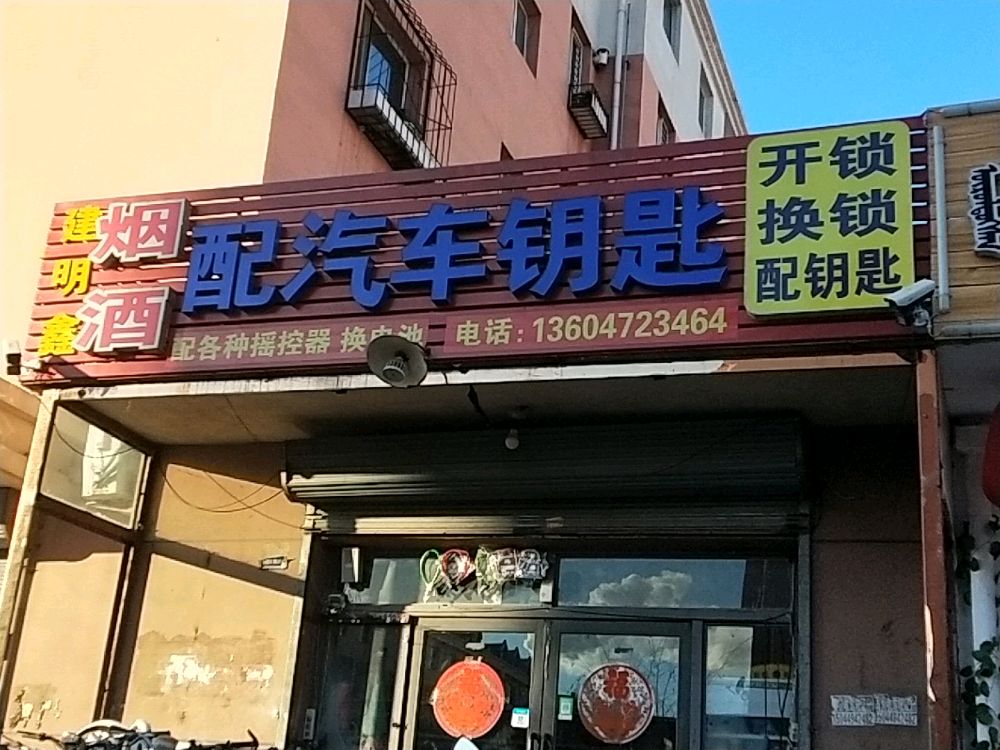 建明鑫
烟酒
配汽车钥匙
配各种摇控器 换电池
电话:13604723464
开锁
换锁
配钥匙
福